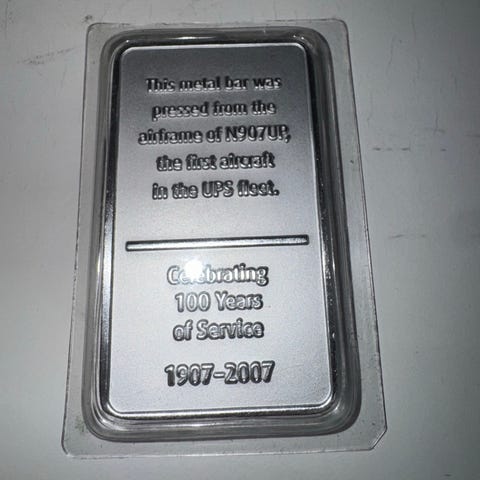 This metal bar was
pressed from the
airframe of N907UP,
the first aircraft
in the UPS fleet.
Celebrating
100 Years
of Service
1907-2007